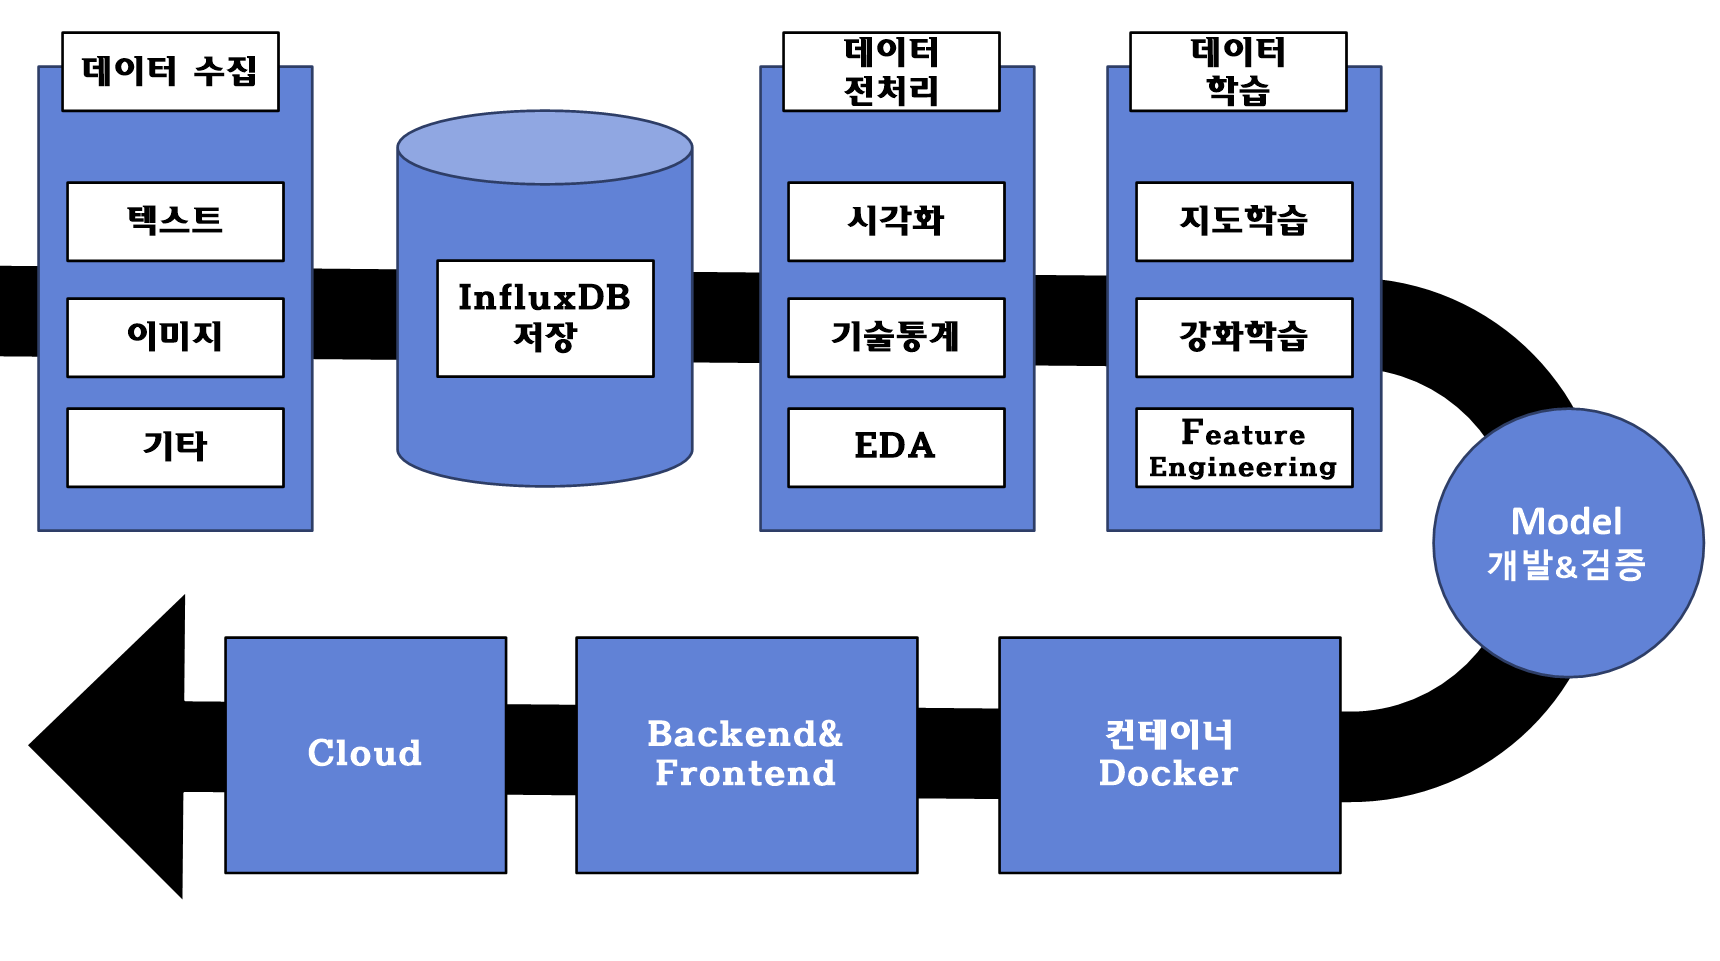 데이터 수집
텍스트
이미지
기타
InfluxDB
저장
데이터
전처리
시각화
기술통계
EDA
데이터
학습
지도학습
강화학습
Feature
Engineering
Model
개발&검증
컨테이너
Docker
Backend&
Frontend
Cloud